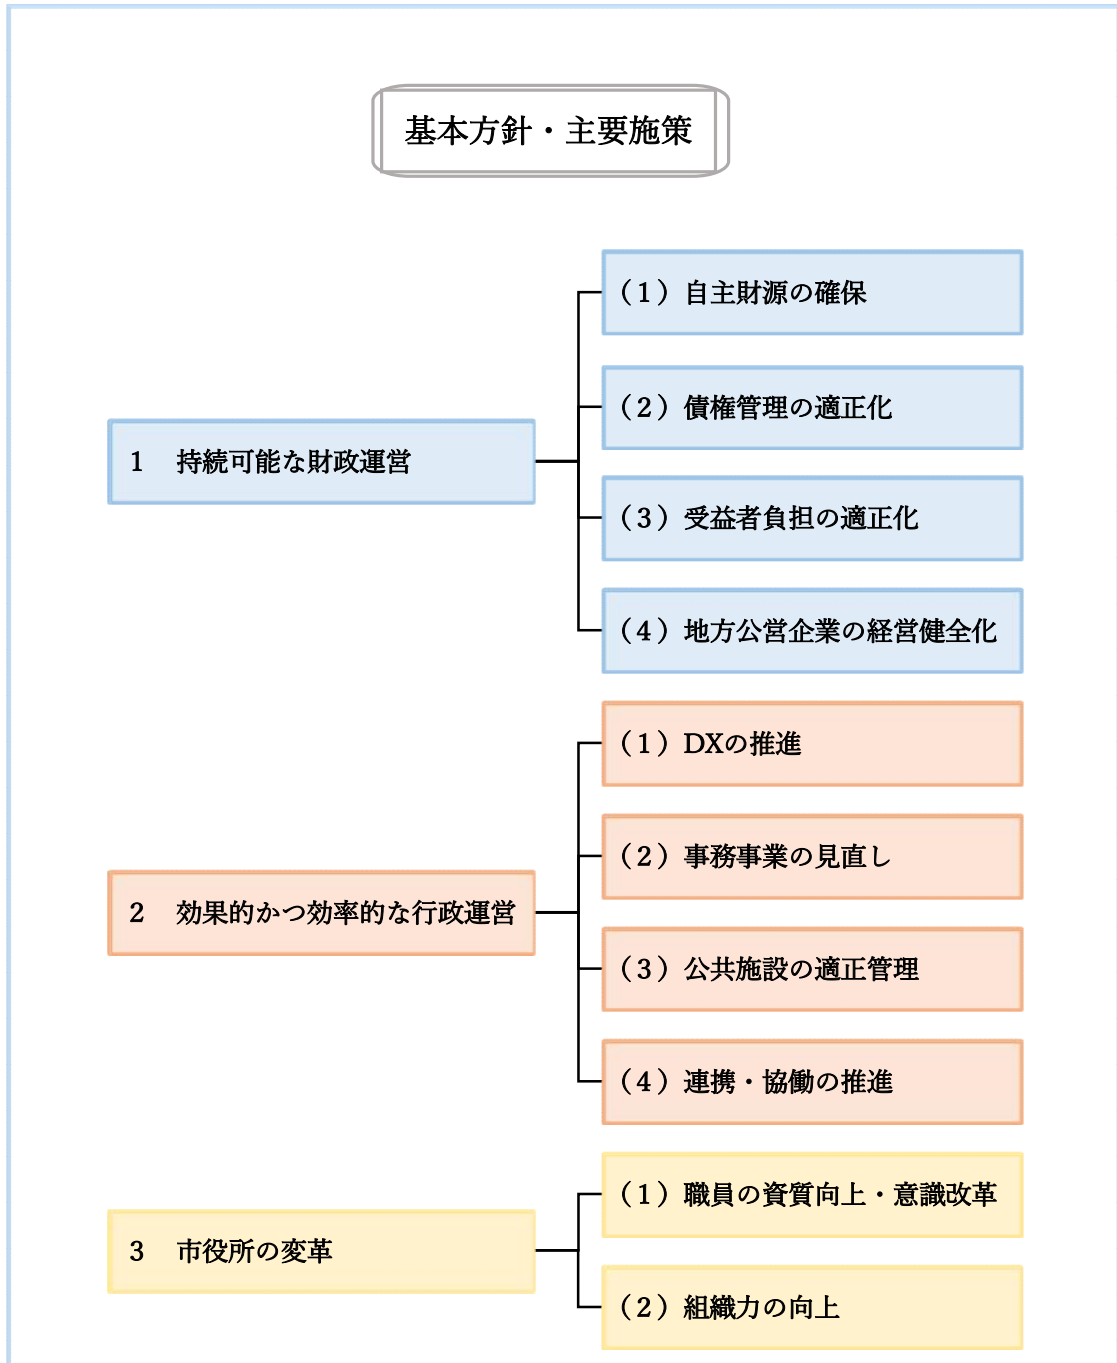 基本方針・主要施策
1　持続可能な財政運営
（1）自主財源の確保
（2）債権管理の適正化
（3）受益者負担の適正化
（4）地方公営企業の経営健全化
2　効果的かつ効率的な行政運営
（1）DXの推進
（2）事務事業の見直し
（3）公共施設の適正管理
（4）連携・協働の推進
3　市役所の変革
（1）職員の資質向上・意識改革
（2）組織力の向上